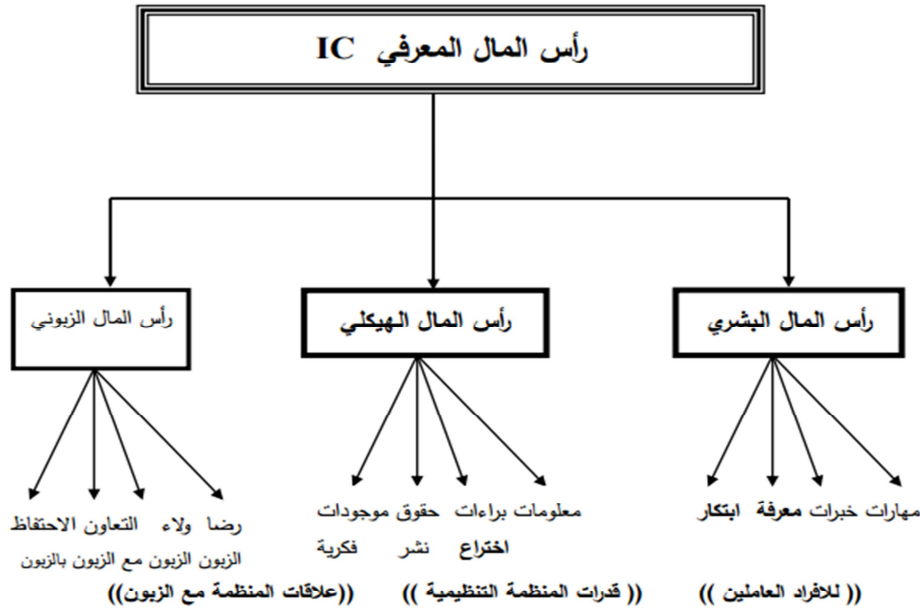 رأس المال المعرفي IC
رأس المال البشري
رأس المال الهيكلي
رأس المال الزبوني
مهارات خبرات معرفة ابتكار
معلومات براءات حقوق موجودات
اختراع نشر فكرية
رضا ولاء التعاون الاحتفاظ
الزبون الزبون مع الزبون بالزبون
(( للافراد العاملين ))
(( قدرات المنظمة التنظيمية ))
((علاقات المنظمة مع الزبون))